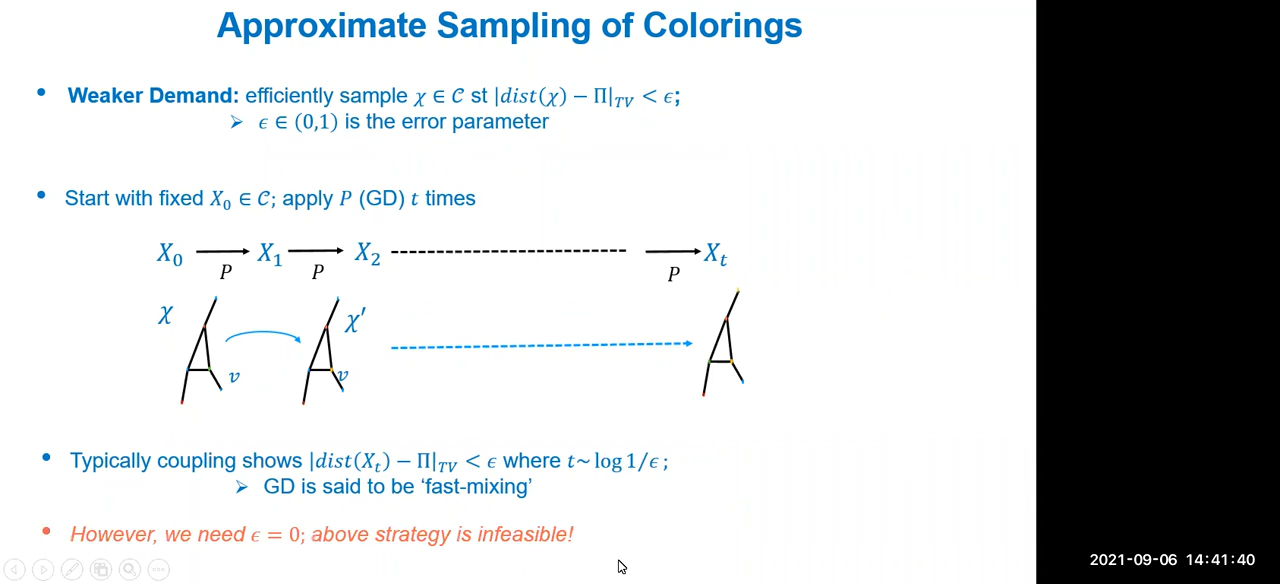 Approximate Sampling of Colorings
• Weaker Demand: efficiently sample χ ∈ 𝒞 st |dist(χ) − Π|_TV < ϵ;
➢ ϵ ∈ (0,1) is the error parameter
• Start with fixed X₀ ∈ 𝒞; apply P (GD) t times
X₀ X₁ X₂ X_t
P P P
χ χ′
v v
• Typically coupling shows |dist(X_t) − Π|_TV < ϵ where t~ log 1/ϵ ;
➢ GD is said to be ‘fast-mixing’
• However, we need ϵ = 0; above strategy is infeasible!
2021-09-06 14:41:40